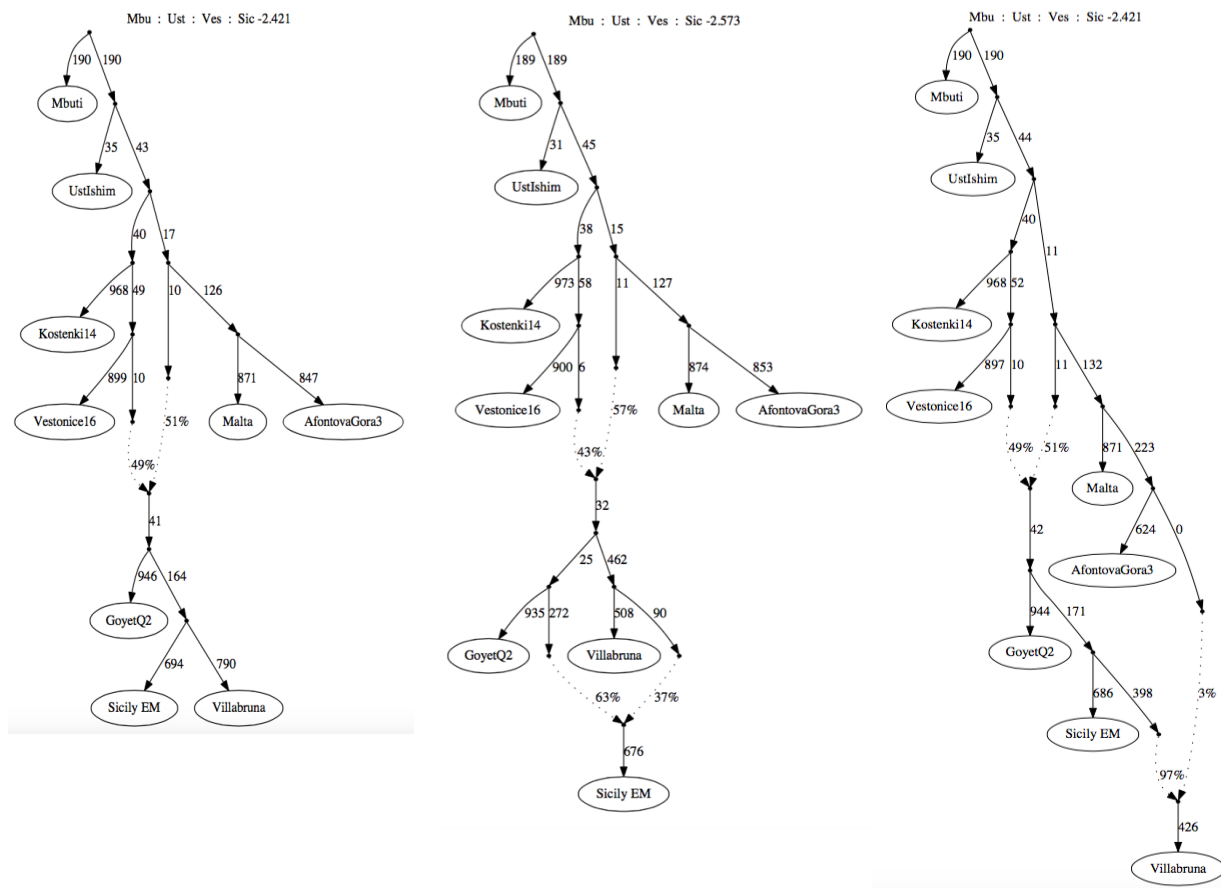 Mbu : Ust : Ves : Sic -2.421
190 190
Mbuti
35 43
UstIshim
40 17
968 49 10 126
Kostenki14
899 10 871 847
Vestonice16 51% Malta AfontovaGora3
49%
41
946 164
GoyetQ2
694 790
Sicily EM Villabruna
Mbu : Ust : Ves : Sic -2.573
189 189
Mbuti
31 45
UstIshim
38 15
973 58 11 127
Kostenki14
900 6 874 853
Vestonice16 57% Malta AfontovaGora3
43%
32
25 462
935 272 508 90
GoyetQ2 Villabruna
63% 37%
676
Sicily EM
Mbu : Ust : Ves : Sic -2.421
190 190
Mbuti
35 44
UstIshim
40 11
968 52
Kostenki14
897 10 11 132
Vestonice16
49% 51% 871 223
Malta
42 624 0
AfontovaGora3
944 171
GoyetQ2
686 398 3%
Sicily EM
97%
426
Villabruna